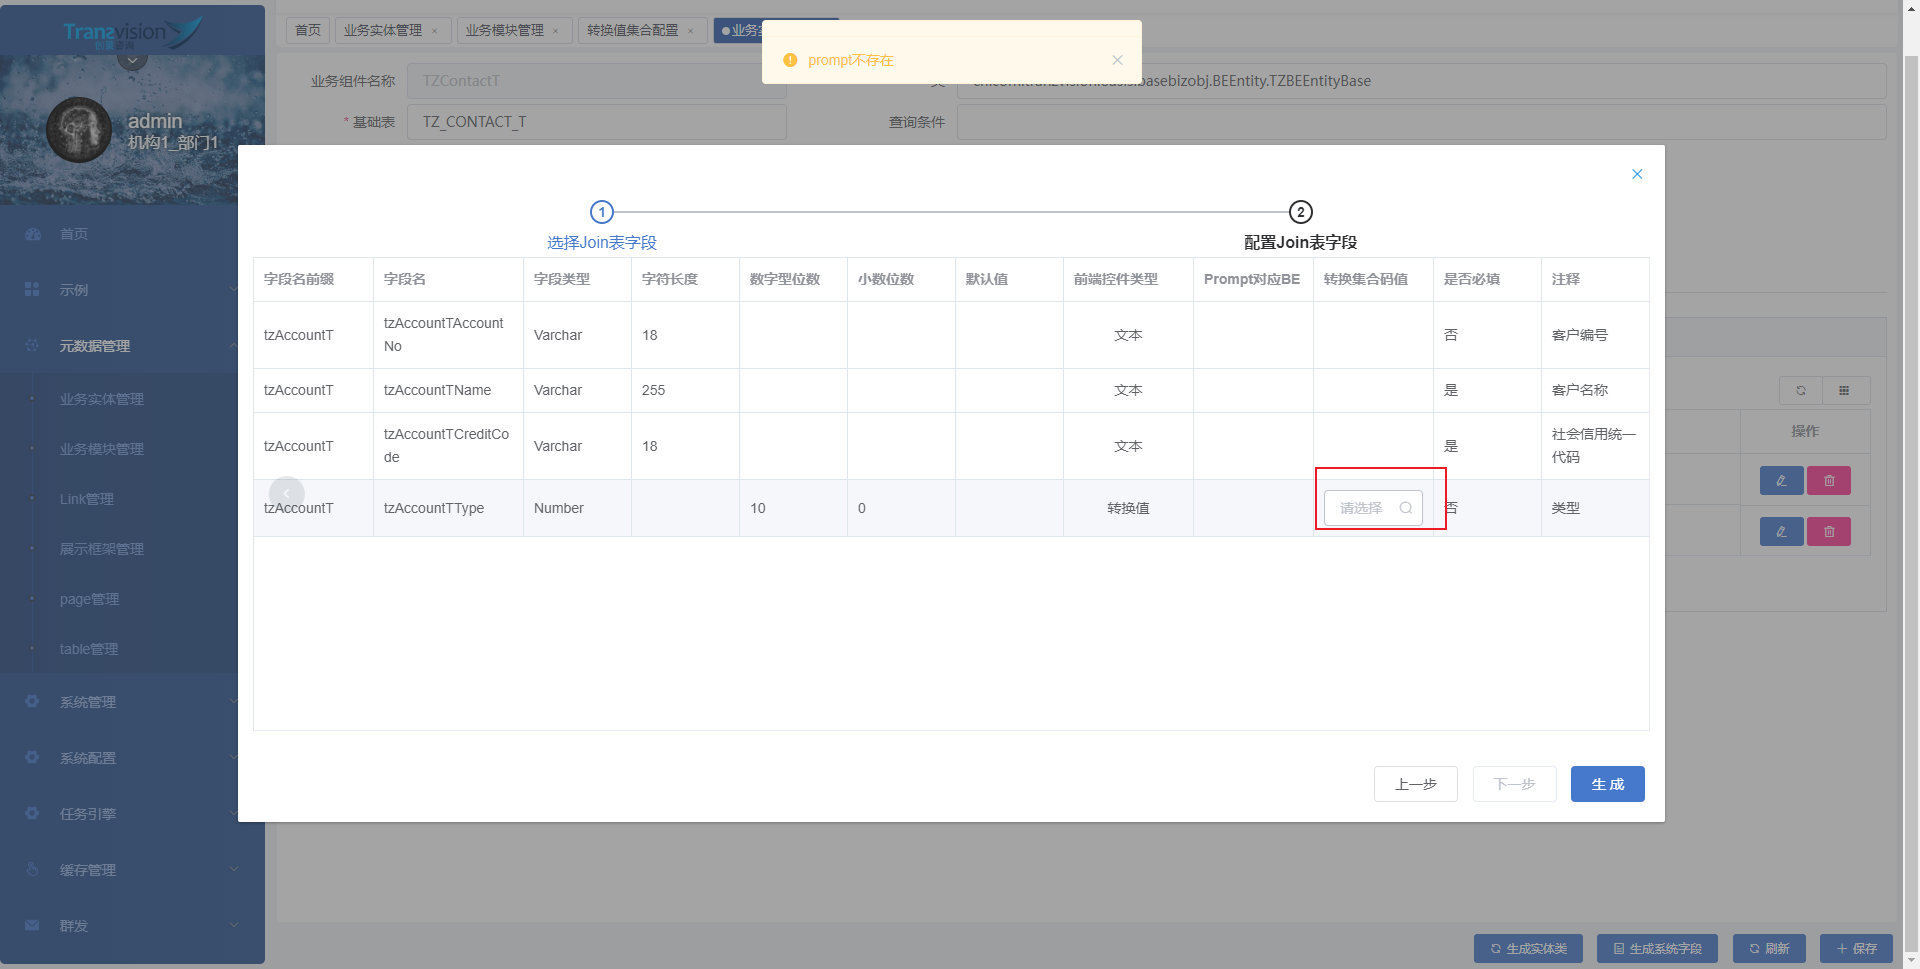 Tranzvision
创景咨询
admin
机构1_部门1
首页
示例
元数据管理
业务实体管理
业务模块管理
Link管理
展示框架管理
page管理
table管理
系统管理
系统配置
任务引擎
缓存管理
群发
首页 业务实体管理 × 业务模块管理 × 转换值集合配置 × 业务
prompt不存在
业务组件名称 TZContactT
basebizobj.BEEntity.TZBEEntityBase
* 基础表 TZ_CONTACT_T 查询条件
1 2
选择Join表字段 配置Join表字段
字段名前缀 字段名 字段类型 字符长度 数字型位数 小数位数 默认值 前端控件类型 Prompt对应BE 转换集合码值 是否必填 注释
tzAccountT tzAccountTAccount
No Varchar 18 文本 否 客户编号
tzAccountT tzAccountTName Varchar 255 文本 是 客户名称
tzAccountT tzAccountTCreditCo
de Varchar 18 文本 是 社会信用统一
代码
tzAccountT tzAccountTType Number 10 0 转换值 请选择 否 类型
上一步 下一步 生 成
操作
生成实体类 生成系统字段 刷新 保存